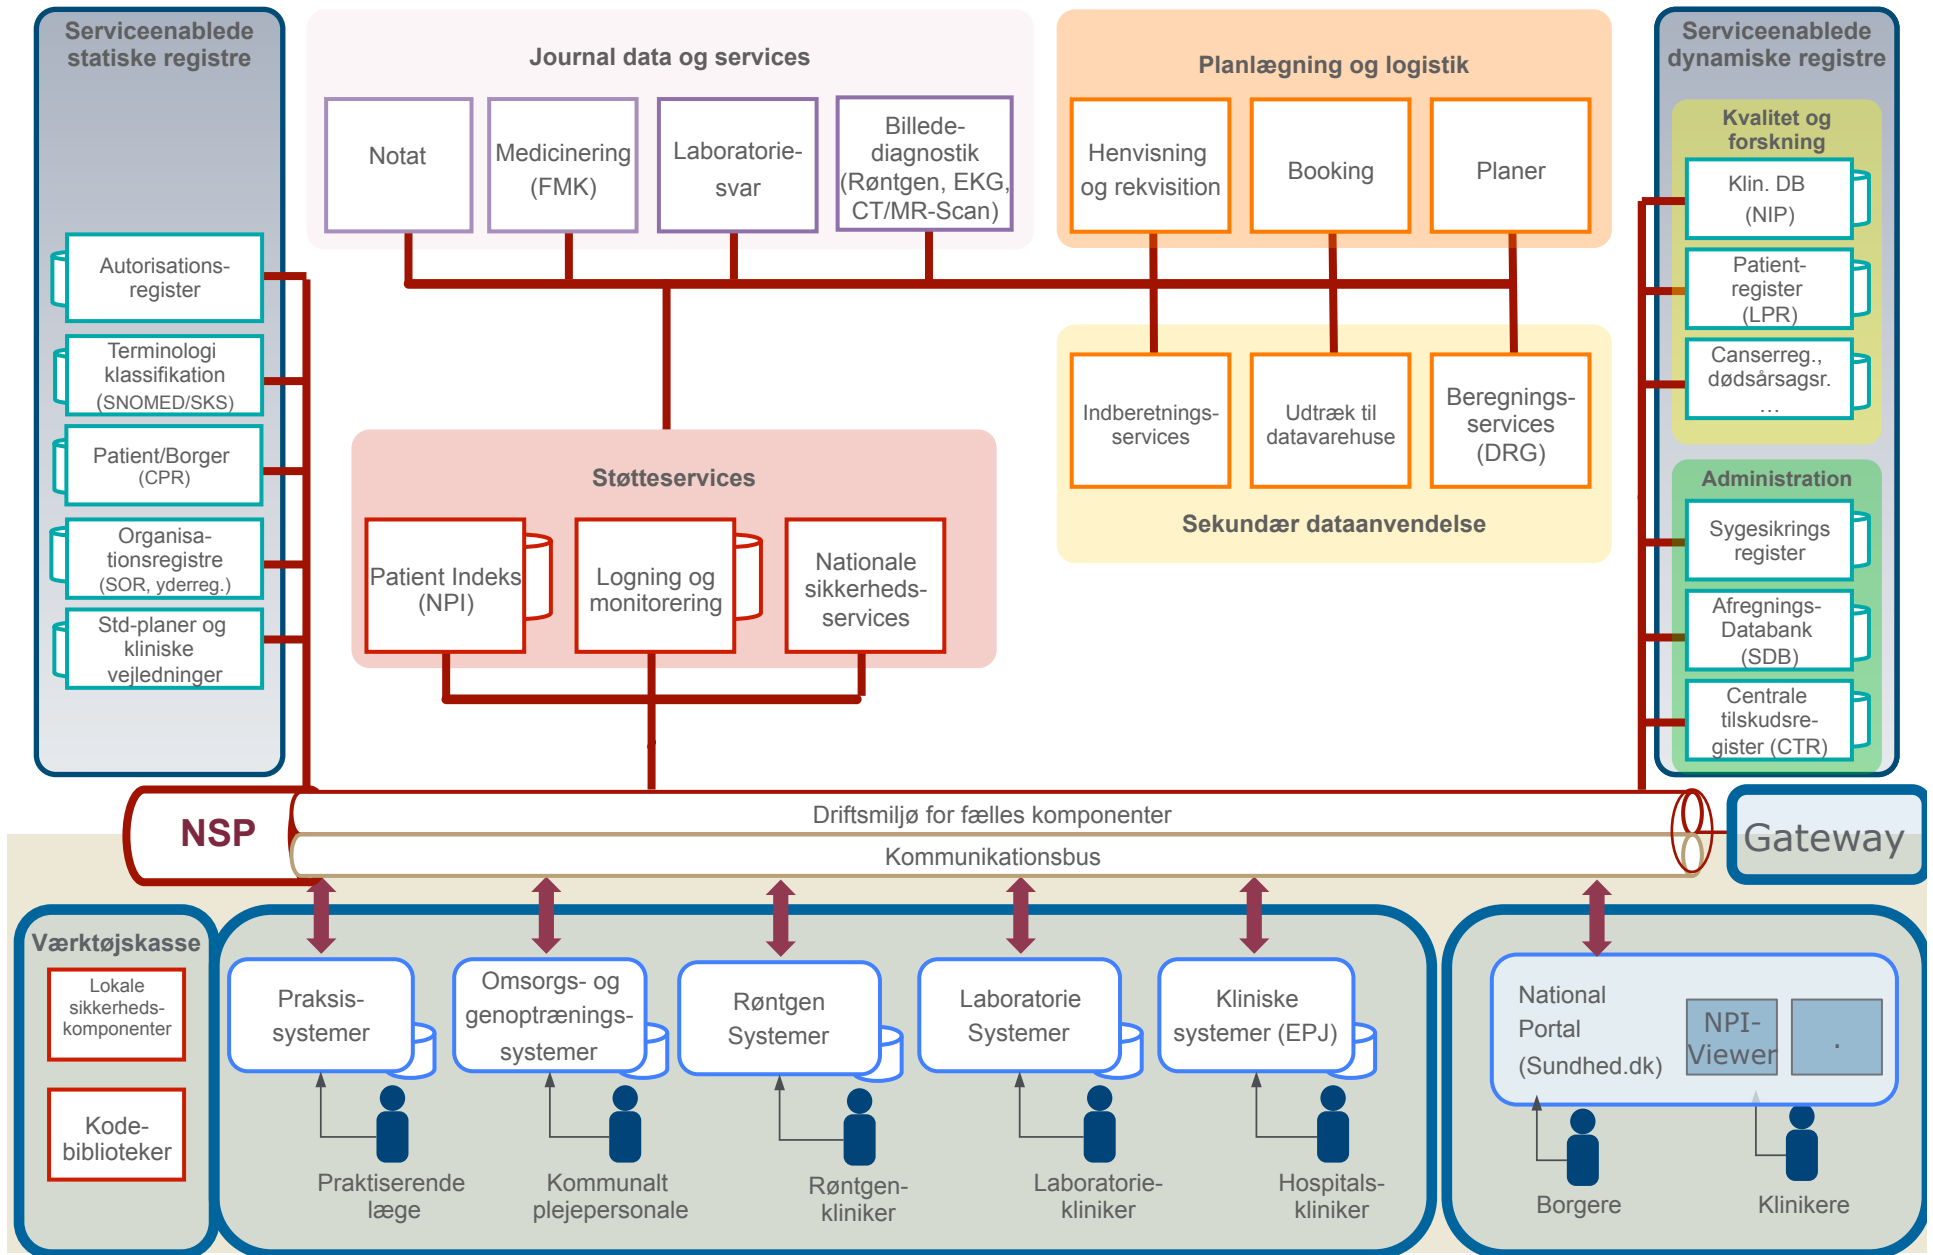 Serviceenablede
statiske registre
Autorisations-
register
Terminologi
klassifikation
(SNOMED/SKS)
Patient/Borger
(CPR)
Organisa-
tionsregistre
(SOR, yderreg.)
Std-planer og
kliniske
vejledninger
Journal data og services
Notat
Medicinering
(FMK)
Laboratorie-
svar
Billede-
diagnostik
(Røntgen, EKG,
CT/MR-Scan)
Planlægning og logistik
Henvisning
og rekvisition
Booking
Planer
Indberetnings-
services
Udtræk til
datavarehuse
Beregnings-
services
(DRG)
Sekundær dataanvendelse
Støtteservices
Patient Indeks
(NPI)
Logning og
monitorering
Nationale
sikkerheds-
services
Serviceenablede
dynamiske registre
Kvalitet og
forskning
Klin. DB
(NIP)
Patient-
register
(LPR)
Canserreg.,
dødsårsagsr.
...
Administration
Sygesikrings
register
Afregnings-
Databank
(SDB)
Centrale
tilskudsre-
gister (CTR)
NSP
Driftsmiljø for fælles komponenter
Kommunikationsbus
Gateway
Værktøjskasse
Lokale
sikkerheds-
komponenter
Kode-
biblioteker
Praksis-
systemer
Omsorgs- og
genoptrænings-
systemer
Røntgen
Systemer
Laboratorie
Systemer
Kliniske
systemer (EPJ)
Praktiserende
læge
Kommunalt
plejepersonale
Røntgen-
kliniker
Laboratorie-
kliniker
Hospitals-
kliniker
National
Portal
(Sundhed.dk)
NPI-
Viewer
.
Borgere
Klinikere